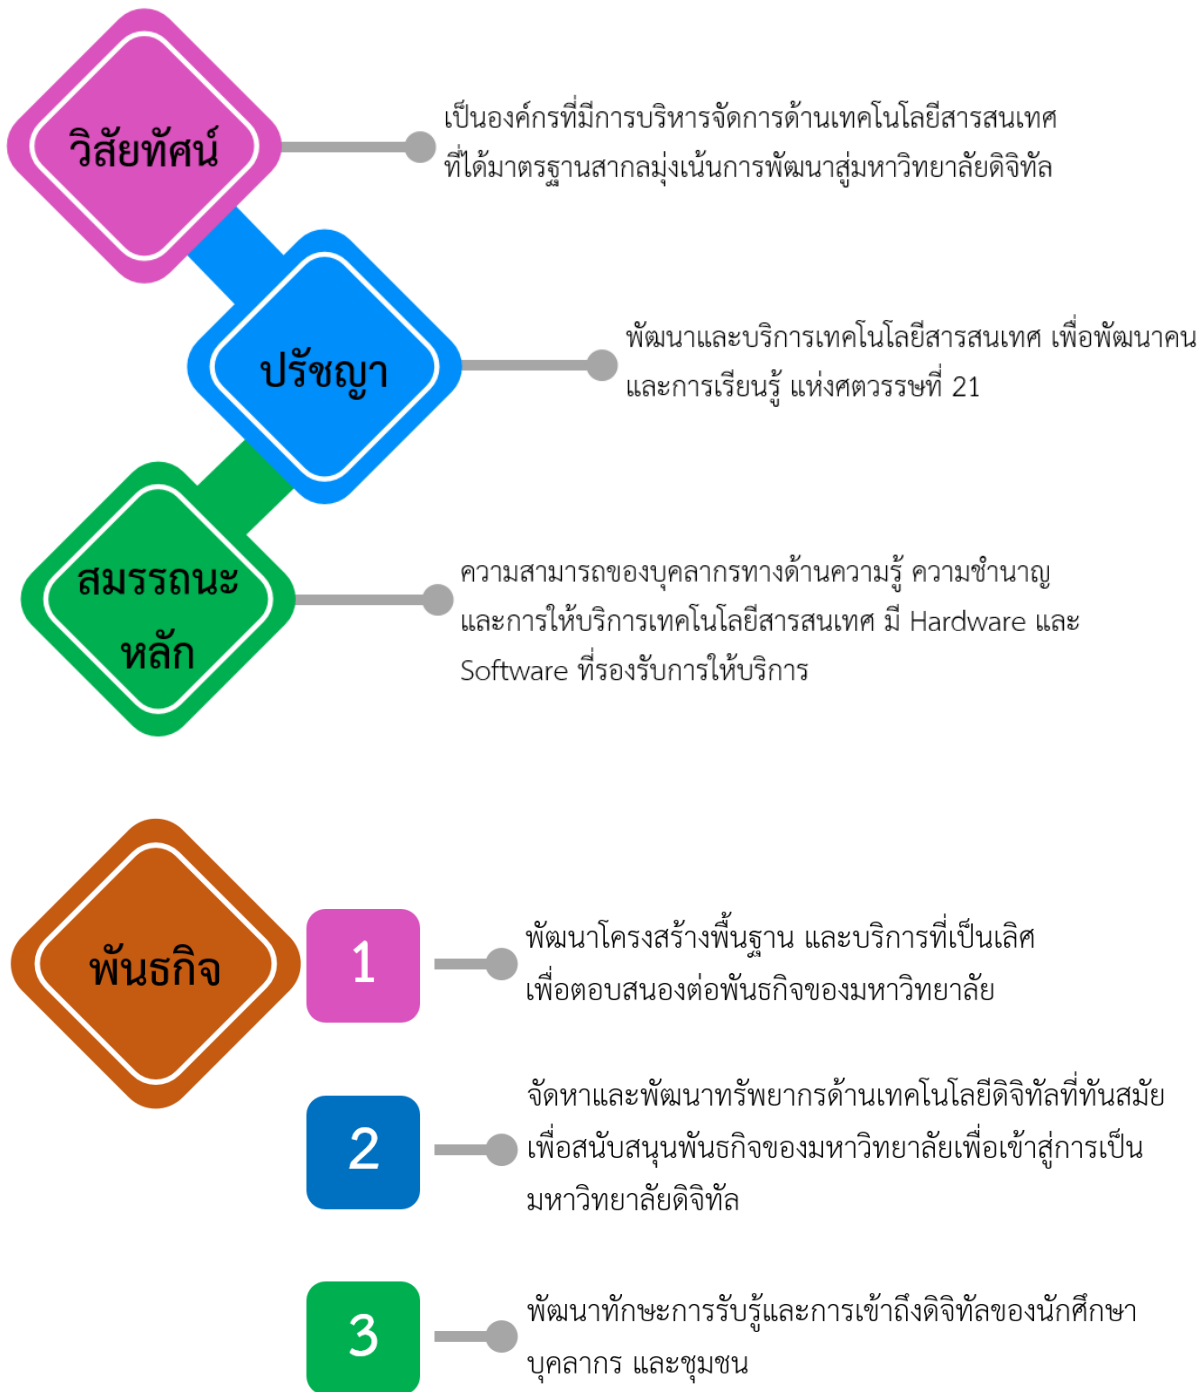 วิสัยทัศน์
เป็นองค์กรที่มีการบริหารจัดการด้านเทคโนโลยีสารสนเทศ
ที่ได้มาตรฐานสากลมุ่งเน้นการพัฒนาสู่มหาวิทยาลัยดิจิทัล
ปรัชญา
พัฒนาและบริการเทคโนโลยีสารสนเทศ เพื่อพัฒนาคน
และการเรียนรู้ แห่งศตวรรษที่ 21
สมรรถนะ
หลัก
ความสามารถของบุคลากรทางด้านความรู้ ความชำนาญ
และการให้บริการเทคโนโลยีสารสนเทศ มี Hardware และ
Software ที่รองรับการให้บริการ
พันธกิจ
1
พัฒนาโครงสร้างพื้นฐาน และบริการที่เป็นเลิศ
เพื่อตอบสนองต่อพันธกิจของมหาวิทยาลัย
2
จัดหาและพัฒนาทรัพยากรด้านเทคโนโลยีดิจิทัลที่ทันสมัย
เพื่อสนับสนุนพันธกิจของมหาวิทยาลัยเพื่อเข้าสู่การเป็น
มหาวิทยาลัยดิจิทัล
3
พัฒนาทักษะการรับรู้และการเข้าถึงดิจิทัลของนักศึกษา
บุคลากร และชุมชน